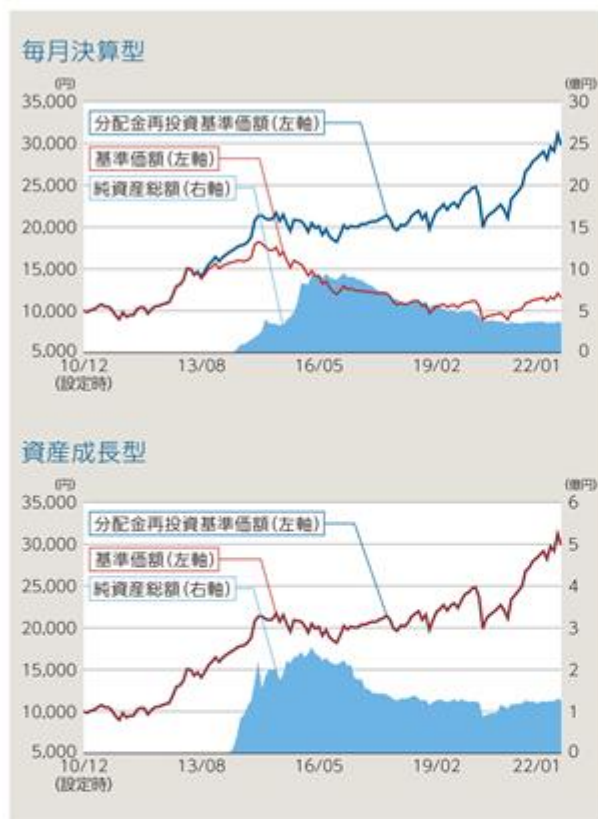 毎月決算型
(円)
(億円)
35,000
30
分配金再投資基準価額(左軸)
30,000
25
基準価額(左軸)
25,000
20
純資産総額(右軸)
20,000
15
15,000
10
10,000
5
5,000
0
10/12
13/08
16/05
19/02
22/01
(設定時)
資産成長型
(円)
(億円)
35,000
6
分配金再投資基準価額(左軸)
30,000
5
基準価額(左軸)
25,000
4
純資産総額(右軸)
20,000
3
15,000
2
10,000
1
5,000
0
10/12
13/08
16/05
19/02
22/01
(設定時)